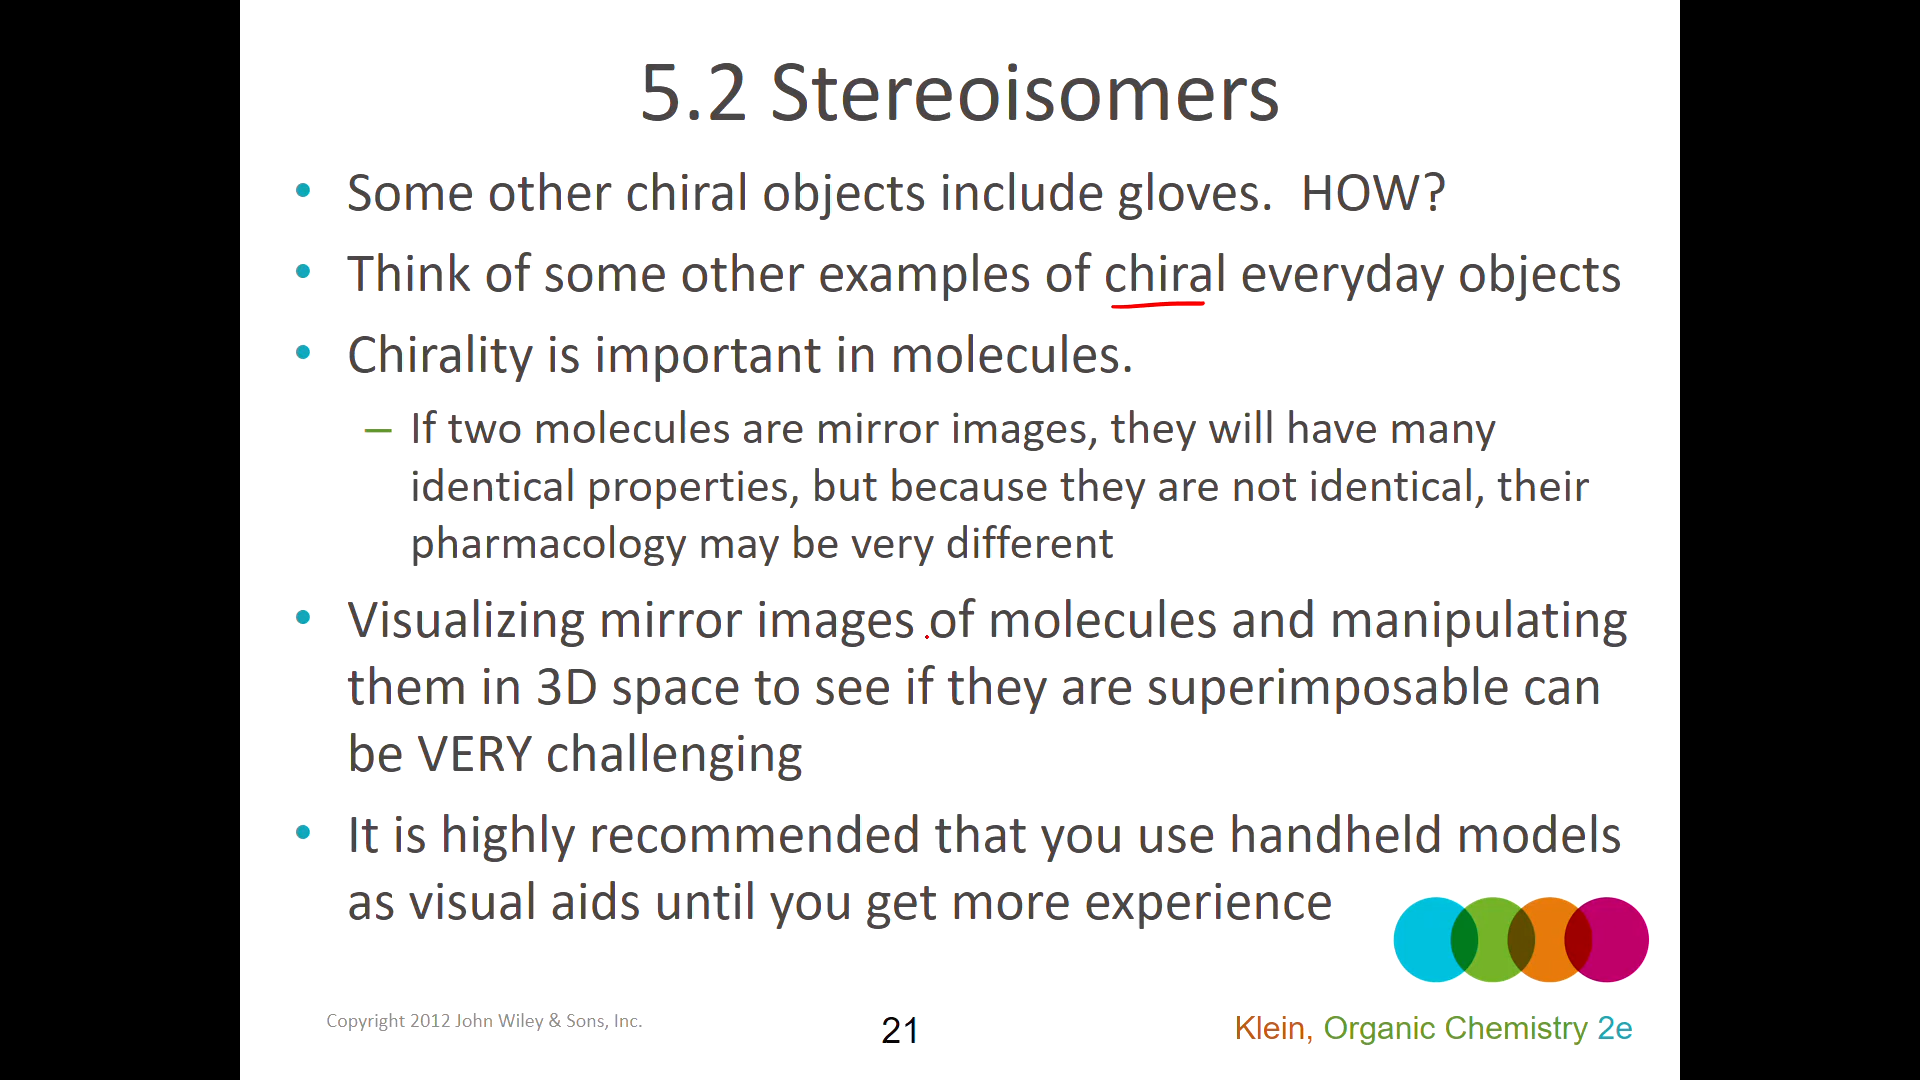 5.2 Stereoisomers
• Some other chiral objects include gloves. HOW?
• Think of some other examples of chiral everyday objects
• Chirality is important in molecules.
– If two molecules are mirror images, they will have many
identical properties, but because they are not identical, their
pharmacology may be very different
• Visualizing mirror images of molecules and manipulating
them in 3D space to see if they are superimposable can
be VERY challenging
• It is highly recommended that you use handheld models
as visual aids until you get more experience
Copyright 2012 John Wiley & Sons, Inc.
21
Klein, Organic Chemistry 2e